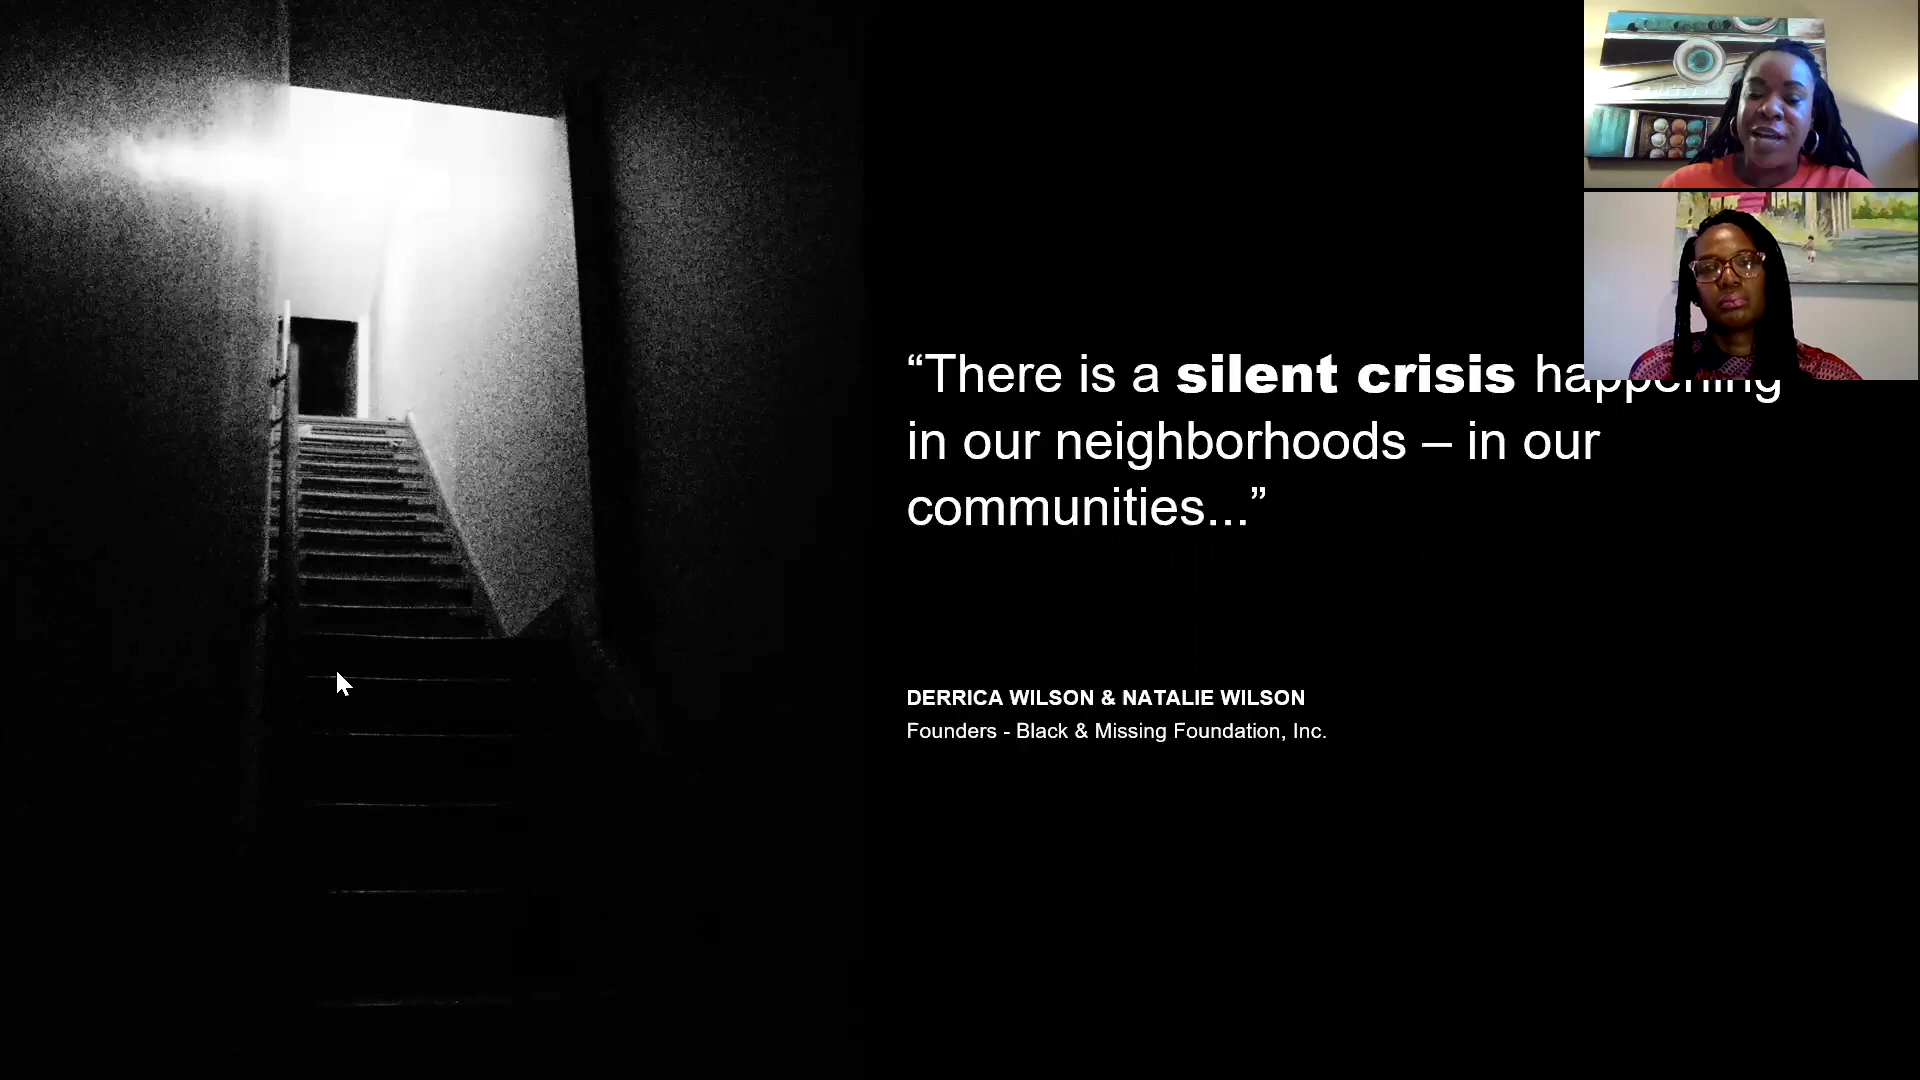 “There is a silent crisis happening
in our neighborhoods – in our
communities...”
DERRICA WILSON & NATALIE WILSON
Founders - Black & Missing Foundation, Inc.